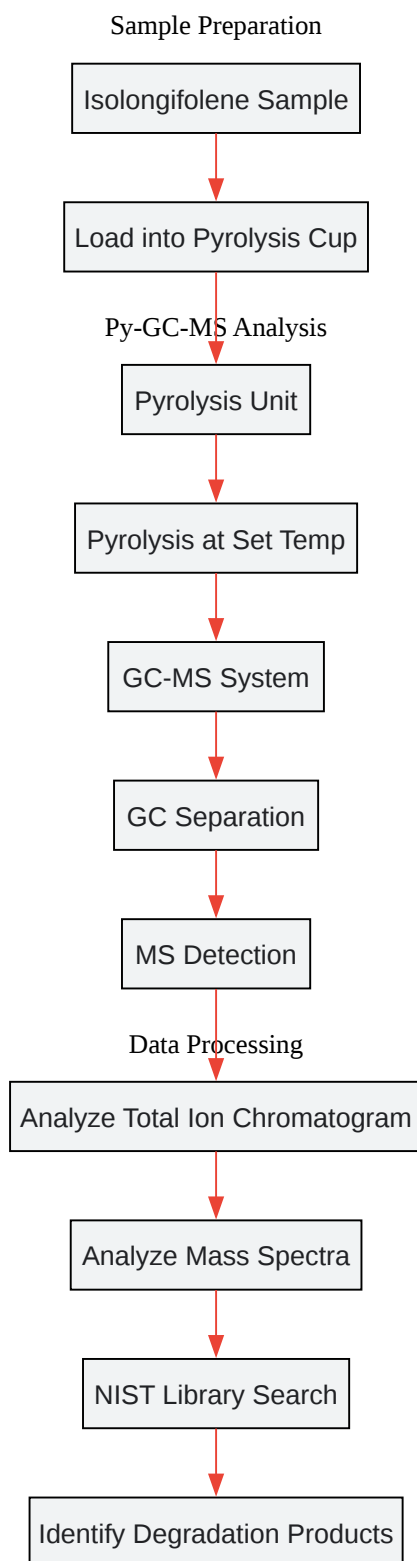 Sample Preparation
Isolongifolene Sample
Load into Pyrolysis Cup
Py-GC-MS Analysis
Pyrolysis Unit
Pyrolysis at Set Temp
GC-MS System
GC Separation
MS Detection
Data Processing
Analyze Total Ion Chromatogram
Analyze Mass Spectra
NIST Library Search
Identify Degradation Products